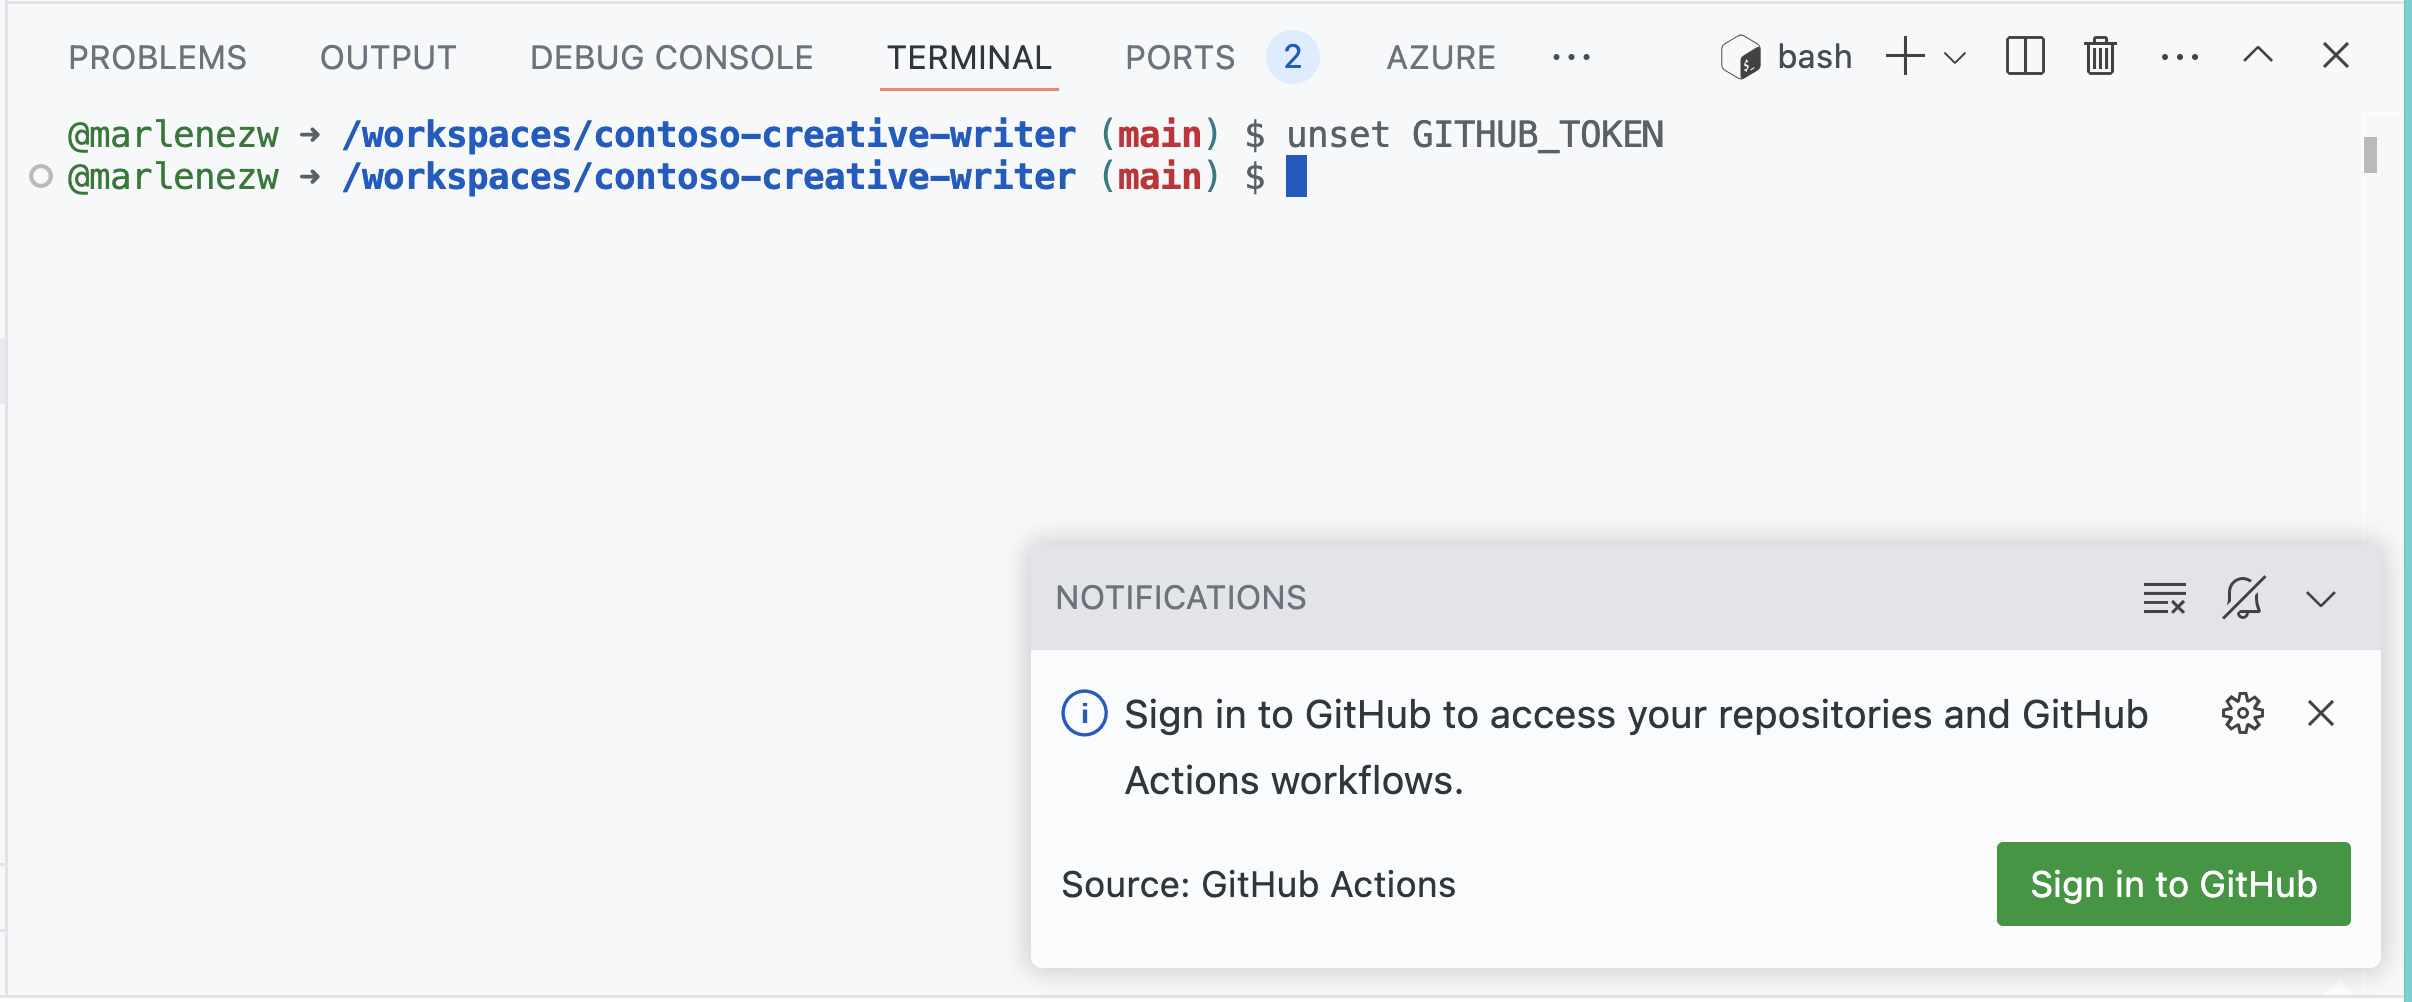 PROBLEMS OUTPUT DEBUG CONSOLE TERMINAL PORTS 2 AZURE ··· bash
@marlenezw ➜ /workspaces/contoso-creative-writer (main) $ unset GITHUB_TOKEN
@marlenezw ➜ /workspaces/contoso-creative-writer (main) $
NOTIFICATIONS
Sign in to GitHub to access your repositories and GitHub
Actions workflows.
Source: GitHub Actions
Sign in to GitHub